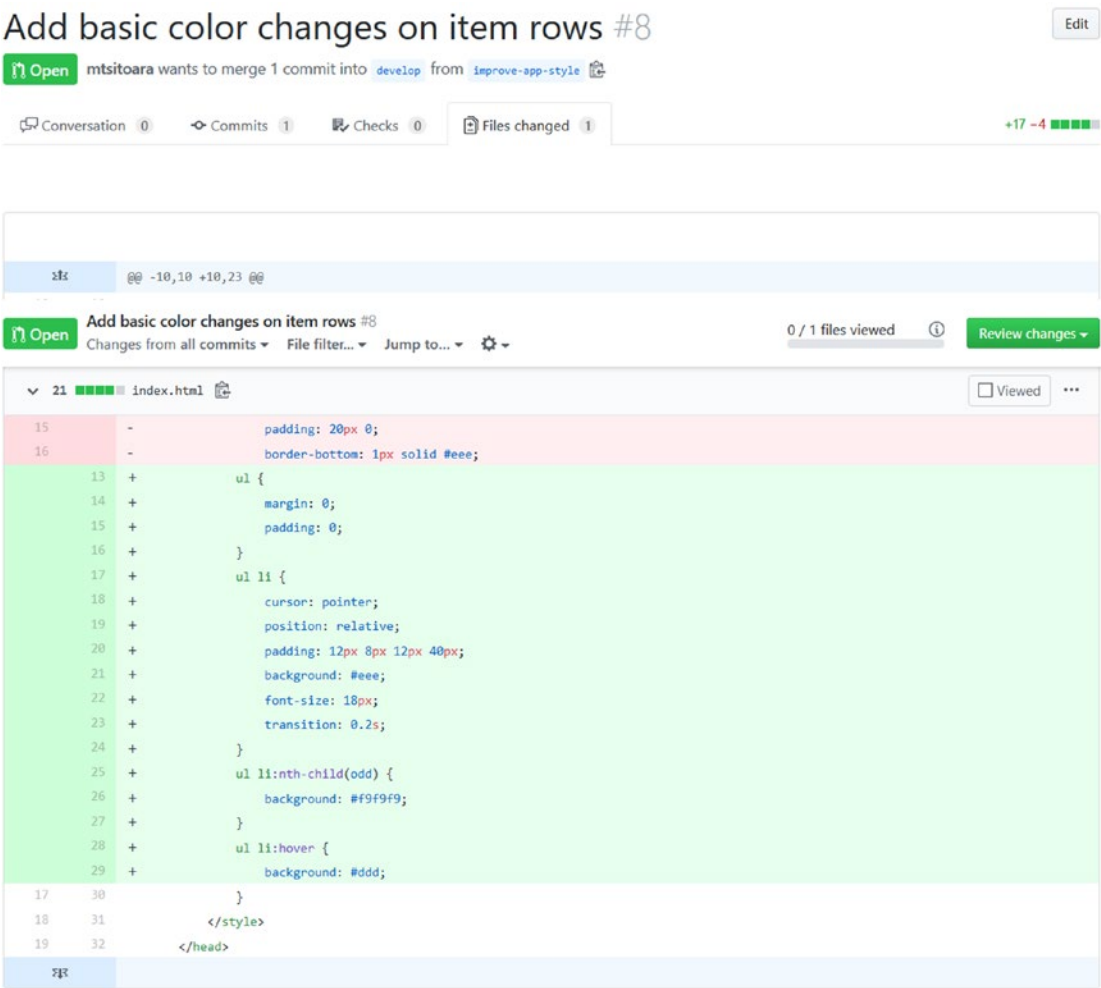 Add basic color changes on item rows #8
Edit
Open mtsitoara wants to merge 1 commit into develop from improve-app-style
Conversation 0 Commits 1 Checks 0 Files changed 1 +17 −4
@@ -10,10 +10,23 @@
Open Add basic color changes on item rows #8
Changes from all commits File filter... Jump to... 0 / 1 files viewed Review changes
21 index.html Viewed ...
15 - padding: 20px 0;
16 - border-bottom: 1px solid #eee;
13 + ul {
14 + margin: 0;
15 + padding: 0;
16 + }
17 + ul li {
18 + cursor: pointer;
19 + position: relative;
20 + padding: 12px 8px 12px 40px;
21 + background: #eee;
22 + font-size: 18px;
23 + transition: 0.2s;
24 + }
25 + ul li:nth-child(odd) {
26 + background: #f9f9f9;
27 + }
28 + ul li:hover {
29 + background: #ddd;
17 30 }
18 31 </style>
19 32 </head>